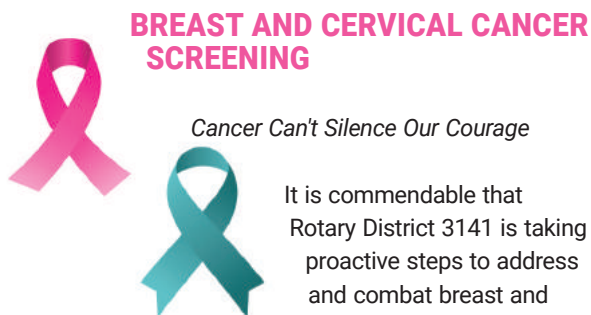 BREAST AND CERVICAL CANCER
SCREENING
Cancer Can't Silence Our Courage
It is commendable that
Rotary District 3141 is taking
proactive steps to address
and combat breast and